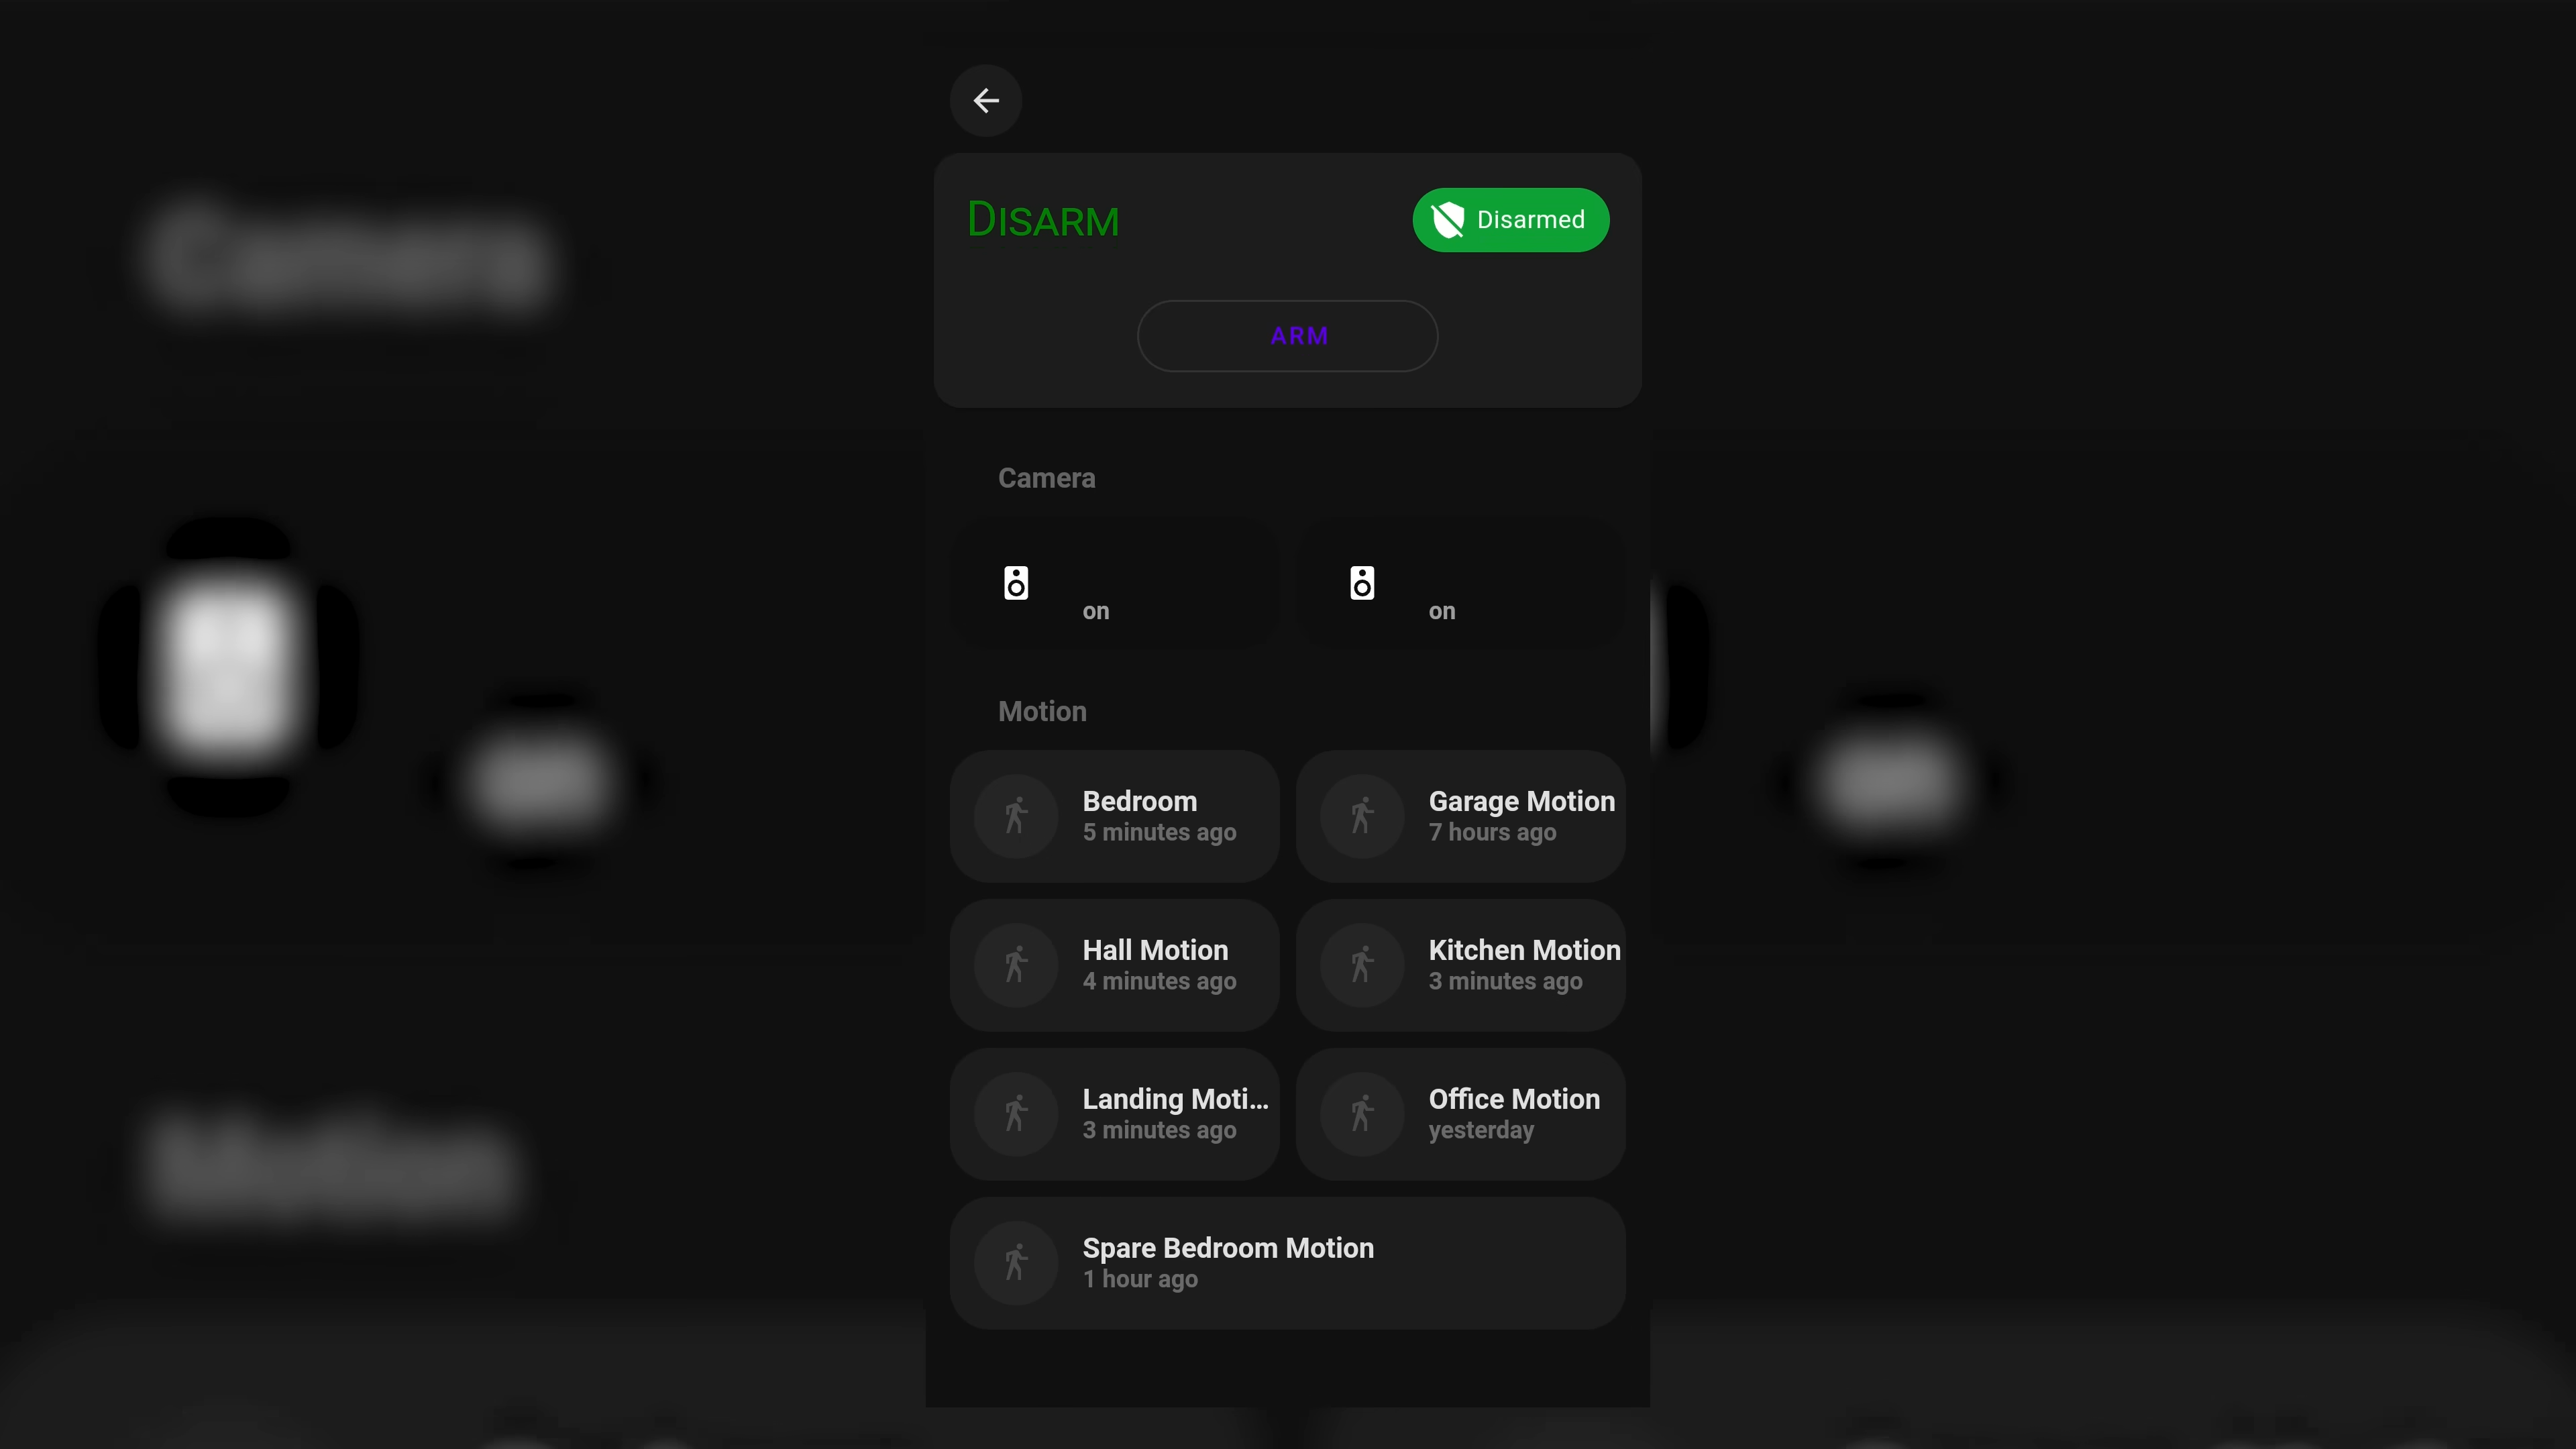 DISARM
Disarmed
ARM
Camera
on
on
Motion
Bedroom
5 minutes ago
Garage Motion
7 hours ago
Hall Motion
4 minutes ago
Kitchen Motion
3 minutes ago
Landing Moti...
3 minutes ago
Office Motion
yesterday
Spare Bedroom Motion
1 hour ago
Camera
Motion